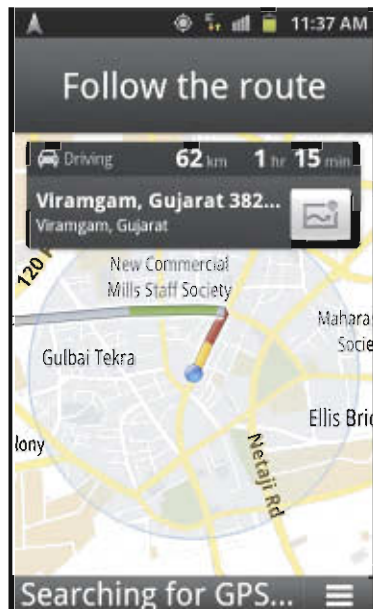 11:37 AM
Follow the route
Driving 62 km 1 hr 15 min
Viramgam, Gujarat 382...
Viramgam, Gujarat
120
New Commercial
Mills Staff Society
Mahara
Socie
Gulbai Tekra
Ellis Bri
lony
Netaji Rd
Searching for GPS...